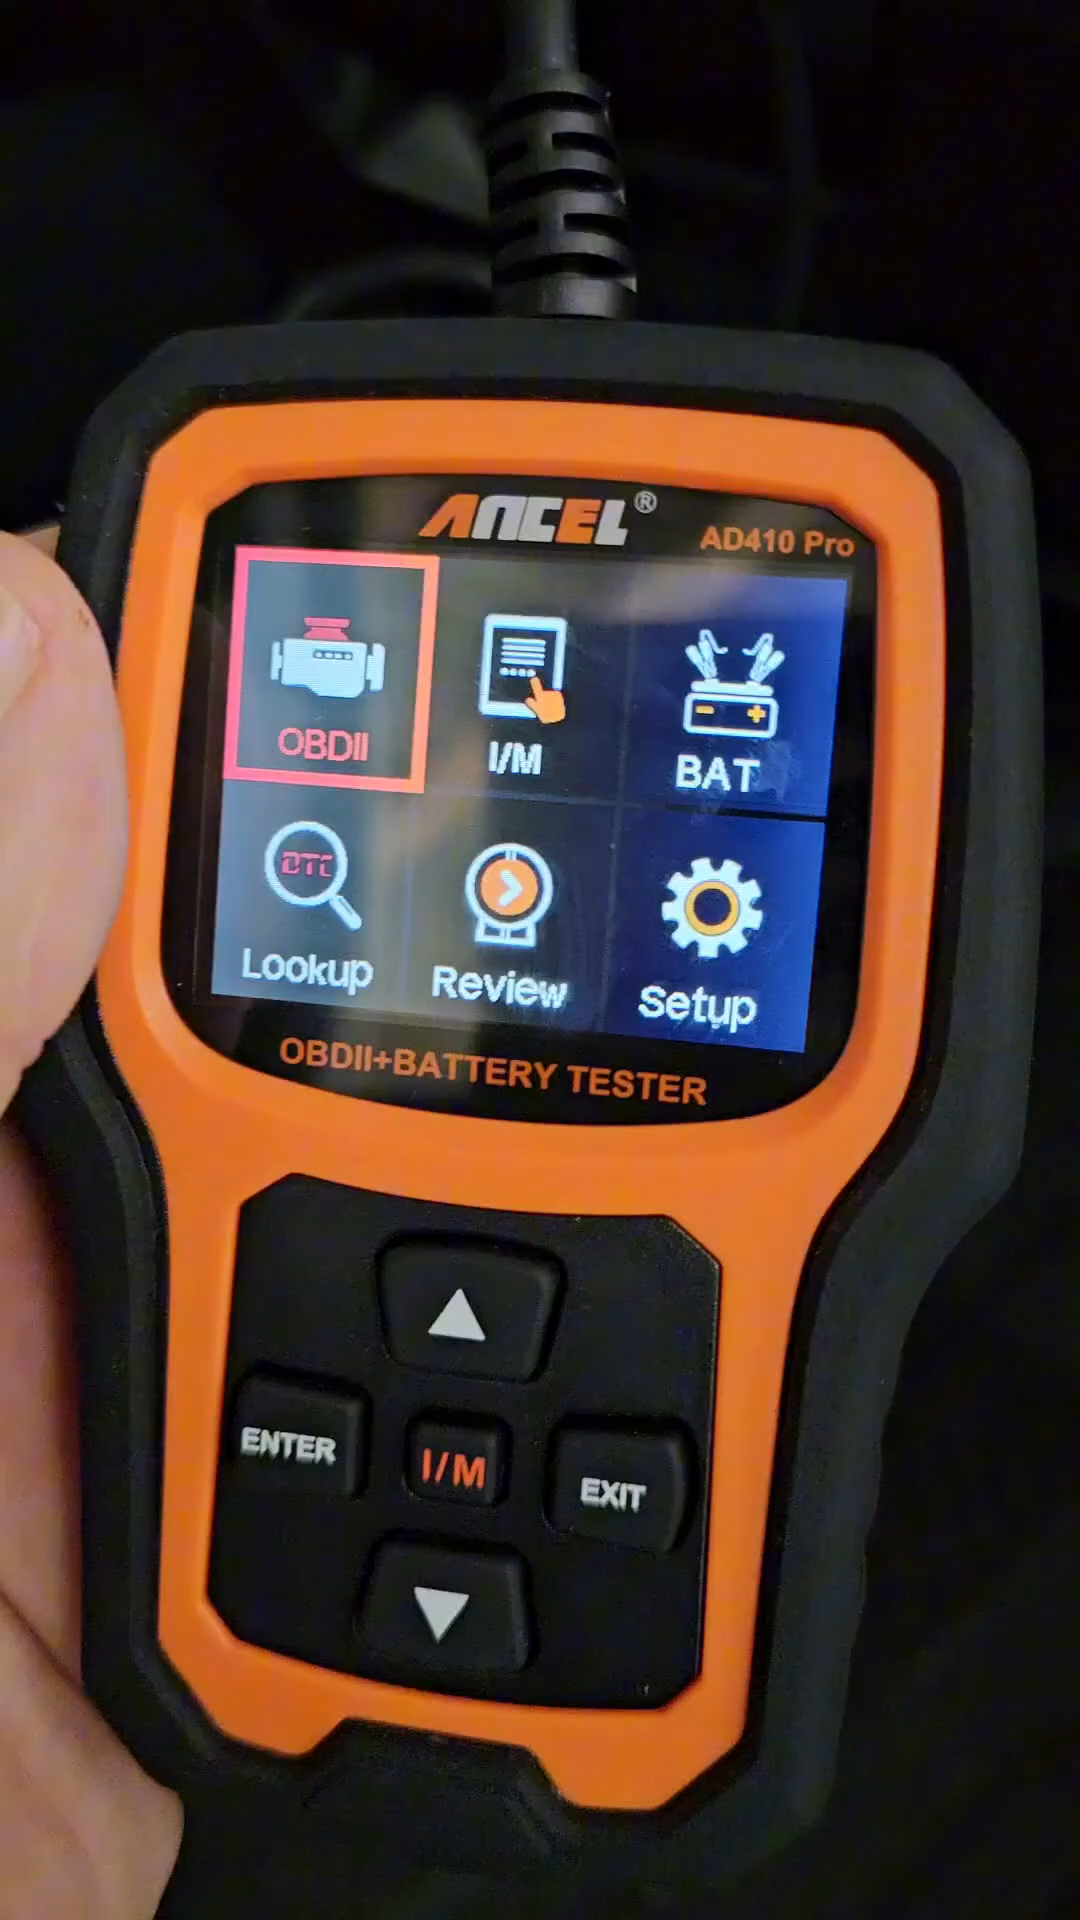 ANCEL®
AD410 Pro
OBDII
I/M
BAT
DTC
Lookup
Review
Setup
OBDII+BATTERY TESTER
ENTER
I/M
EXIT